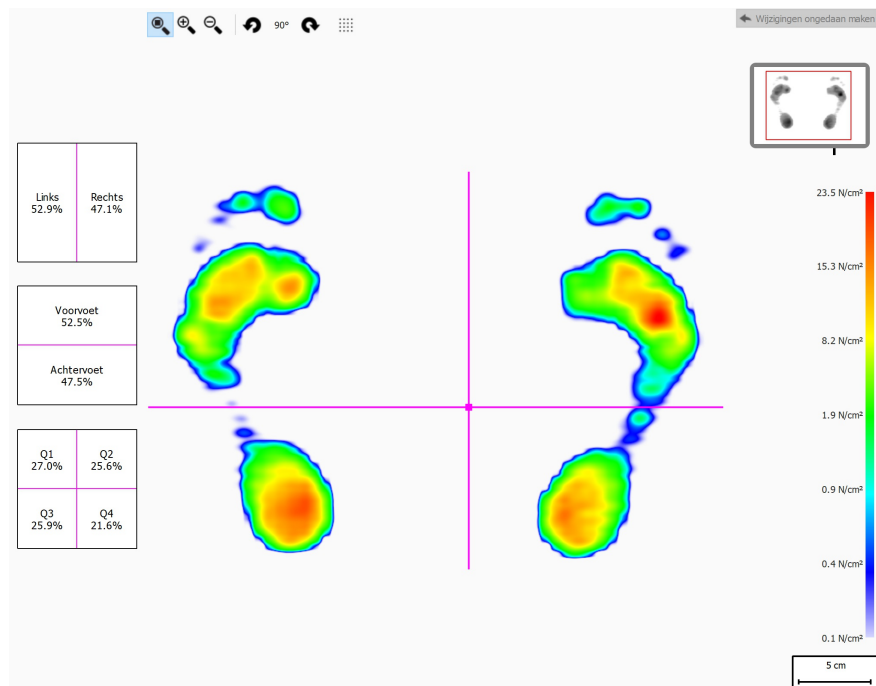 90°
Wijzigingen ongedaan maken
Links
52.9%
Rechts
47.1%
Voorvoet
52.5%
Achtervoet
47.5%
Q1
27.0%
Q2
25.6%
Q3
25.9%
Q4
21.6%
23.5 N/cm²
15.3 N/cm²
8.2 N/cm²
1.9 N/cm²
0.9 N/cm²
0.4 N/cm²
0.1 N/cm²
5 cm